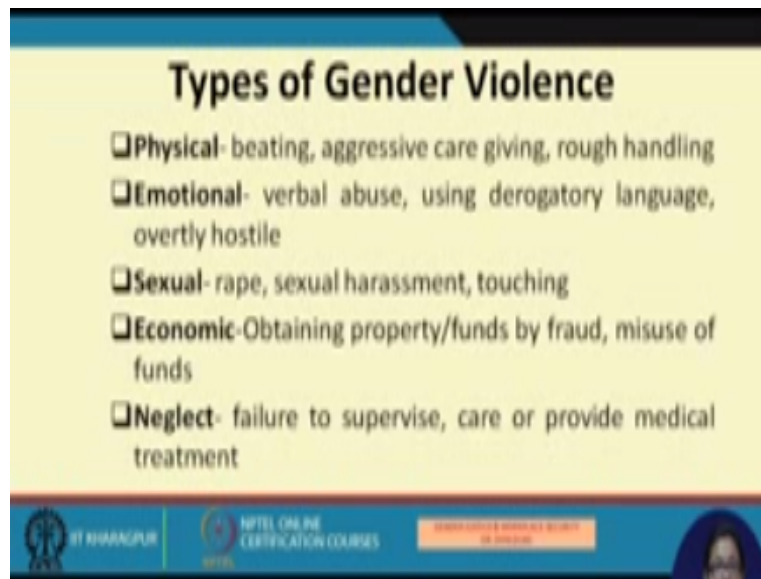 Types of Gender Violence
❑Physical- beating, aggressive care giving, rough handling
❑Emotional- verbal abuse, using derogatory language,
overtly hostile
❑Sexual- rape, sexual harassment, touching
❑Economic-Obtaining property/funds by fraud, misuse of
funds
❑Neglect- failure to supervise, care or provide medical
treatment
IIT KHARAGPUR
NPTEL ONLINE
CERTIFICATION COURSES
NPTEL